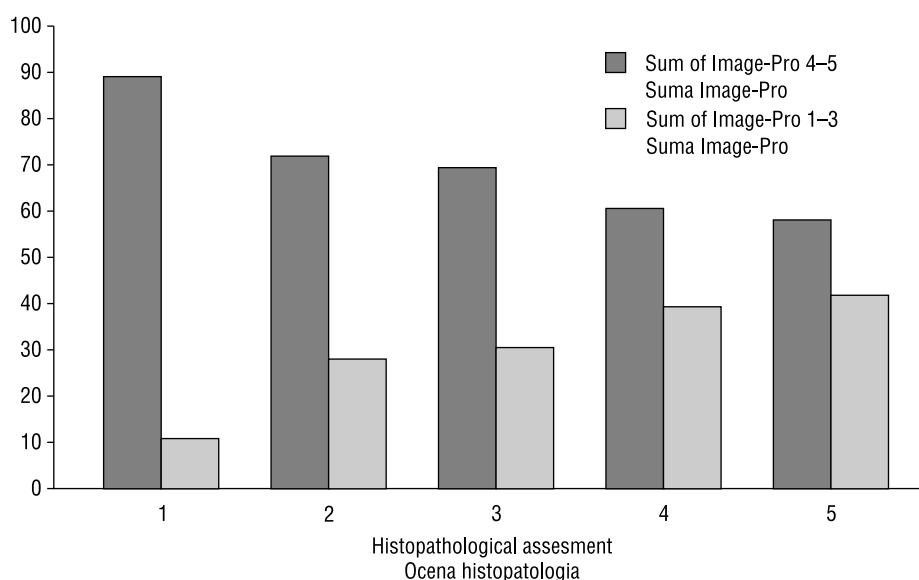 100
90
80
70
60
50
40
30
20
10
0
Sum of Image-Pro 4–5
Suma Image-Pro
Sum of Image-Pro 1–3
Suma Image-Pro
1 2 3 4 5
Histopathological assesment
Ocena histopatologia